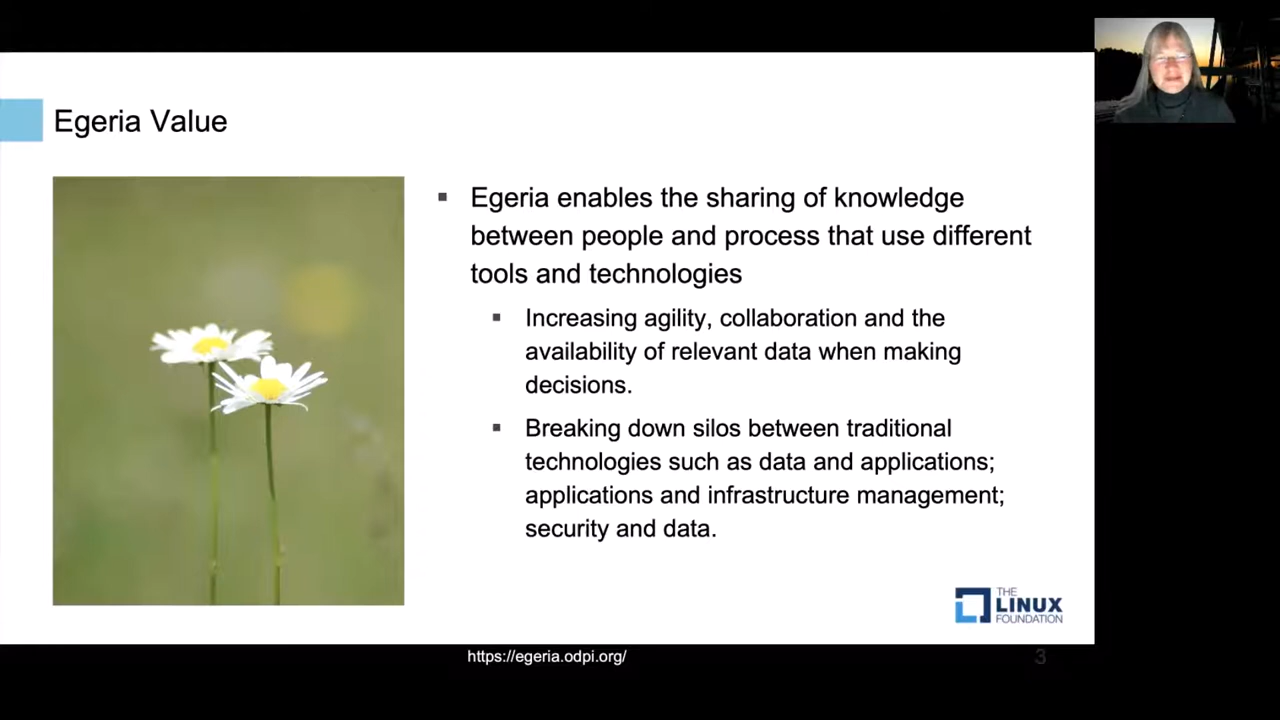 Egeria Value
▪ Egeria enables the sharing of knowledge
between people and process that use different
tools and technologies
▪ Increasing agility, collaboration and the
availability of relevant data when making
decisions.
▪ Breaking down silos between traditional
technologies such as data and applications;
applications and infrastructure management;
security and data.
THE
LINUX
FOUNDATION
https://egeria.odpi.org/
3